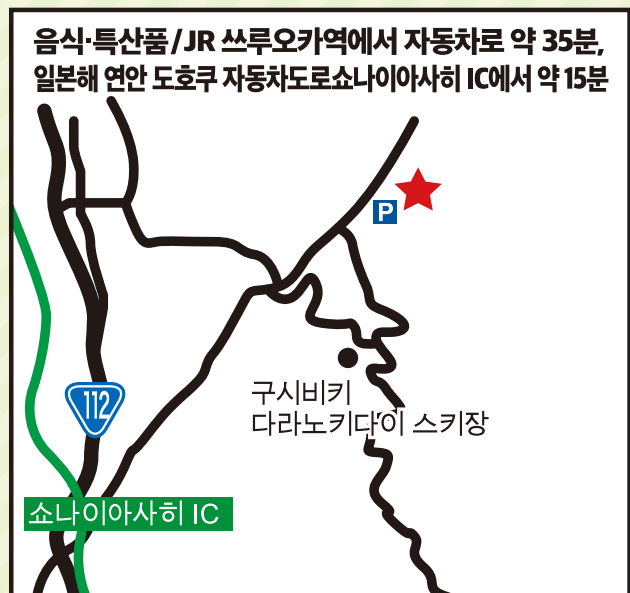 음식·특산품/JR 쓰루오카역에서 자동차로 약 35분,
일본해 연안 도호쿠 자동차도로쇼나이아사히 IC에서 약 15분
P
구시비키
다라노키다이 스키장
112
쇼나이아사히 IC